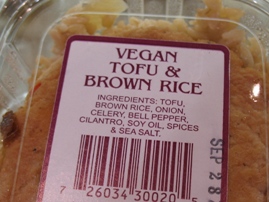 VEGAN
TOFU &
BROWN RICE
INGREDIENTS: TOFU,
BROWN RICE, ONION,
CELERY, BELL PEPPER,
CILANTRO, SOY OIL, SPICES
& SEA SALT.
7 26034 30020 5
SEP 28